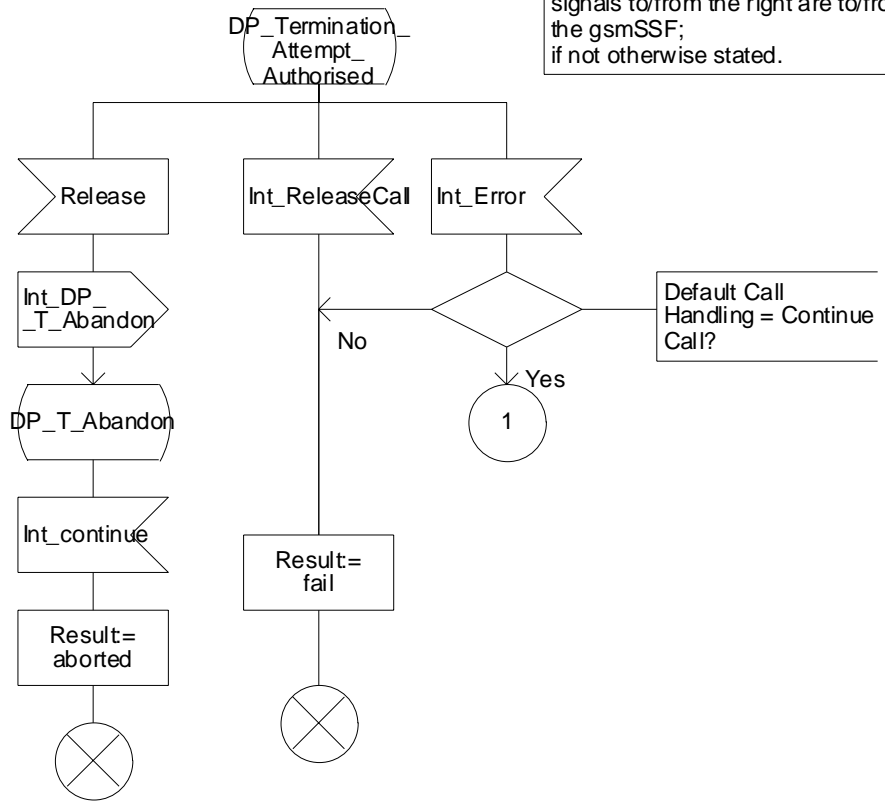 signals to/from the right are to/fro
the gsmSSF;
if not otherwise stated.
DP_Termination_
Attempt_
Authorised
Release
Int_ReleaseCall
Int_Error
Int_DP_
_T_Abandon
Default Call
Handling = Continue
Call?
No
Yes
DP_T_Abandon
1
Int_continue
Result:=
fail
Result:=
aborted